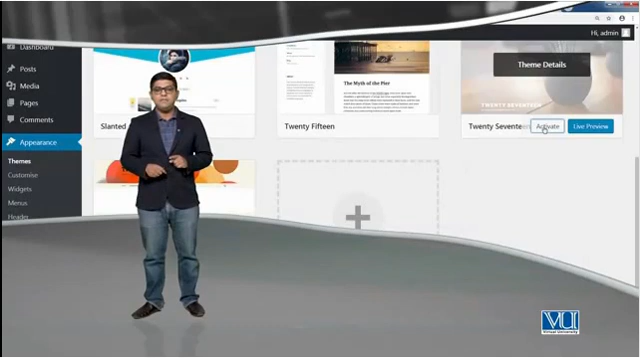 Hi, admin
Dashboard
Posts
Media
Pages
Comments
Appearance
Themes
Customise
Widgets
Menus
Header
Slanted
The Myth of the Pier
Twenty Fifteen
Theme Details
TWENTY SEVENTEEN
Twenty Sevente
Activate
Live Preview
VU
Virtual University